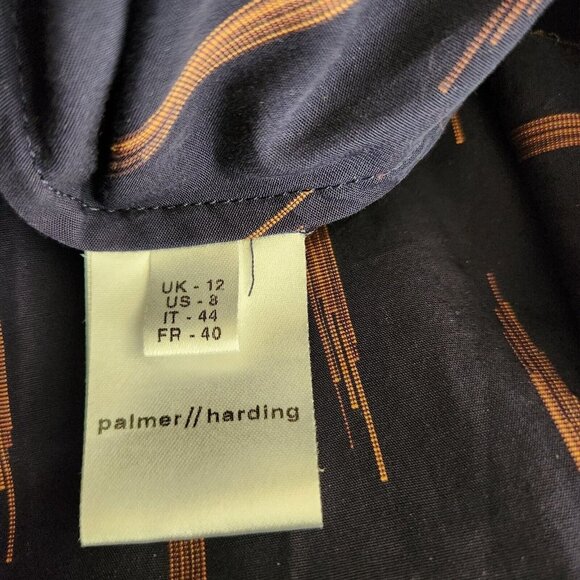 UK - 12
US - 8
IT - 44
FR - 40
palmer//harding